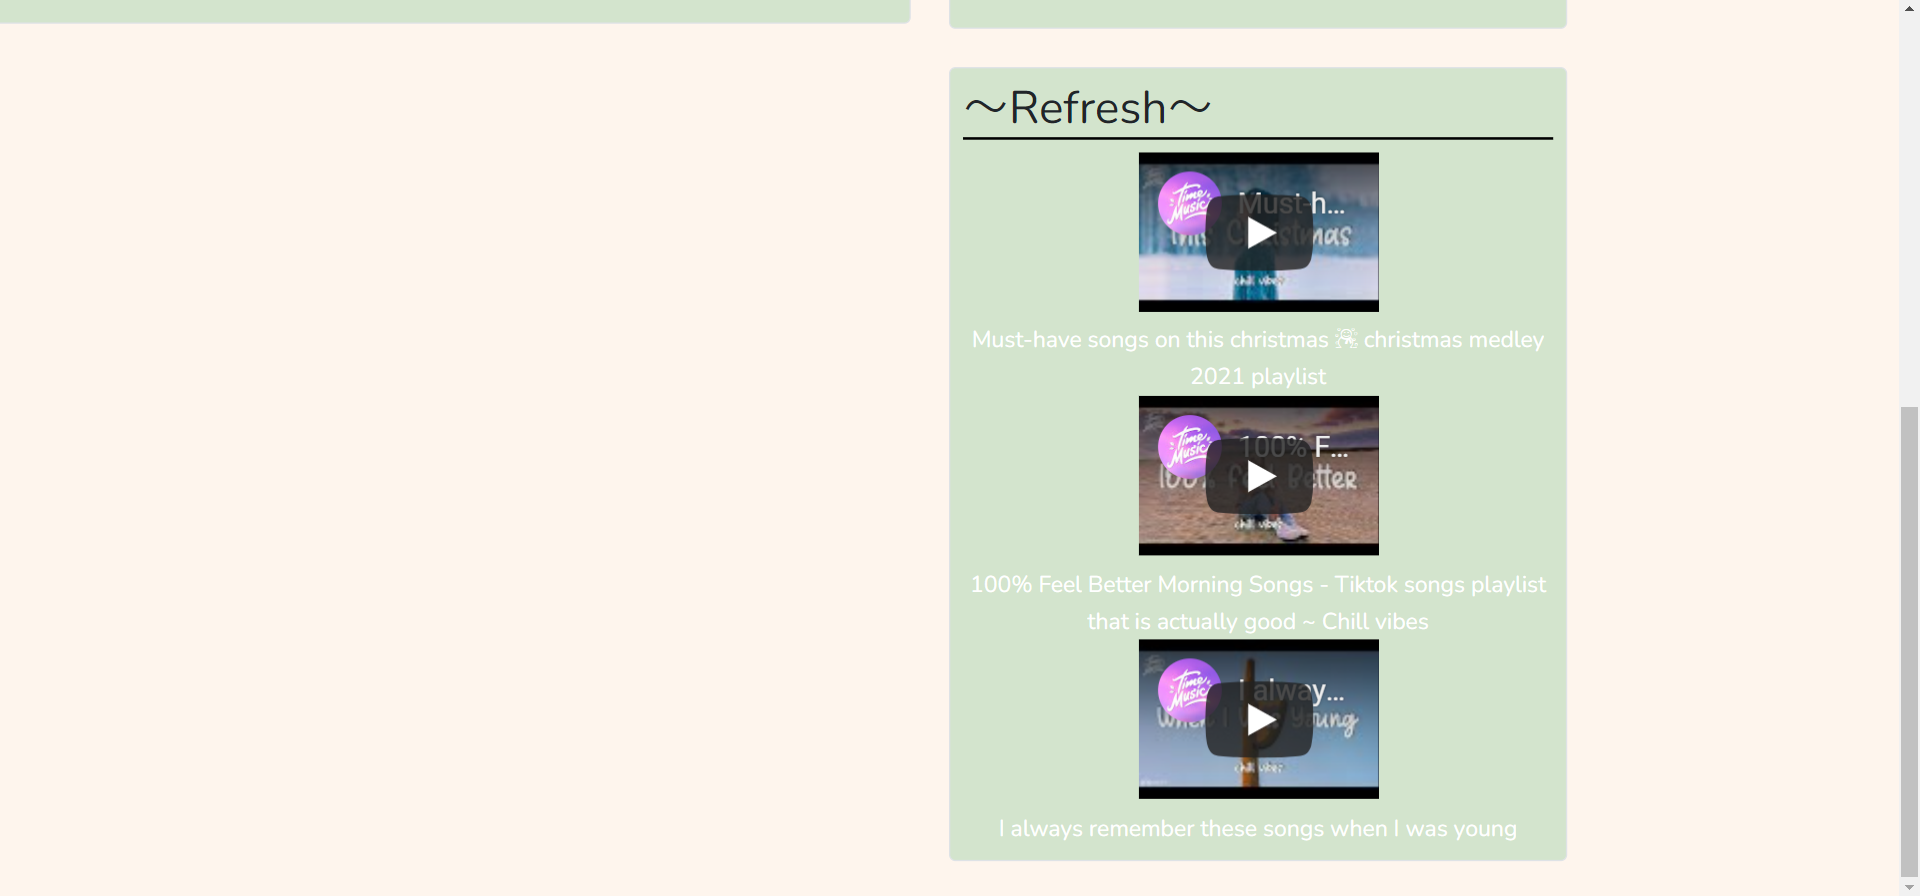 ～Refresh～
Time Music
Must-h...
this Christmas
chill vibes
Must-have songs on this christmas ☃ christmas medley
2021 playlist
Time Music
100% F...
100% Feel Better
chill vibes
100% Feel Better Morning Songs - Tiktok songs playlist
that is actually good ~ Chill vibes
Time Music
I alway...
When I Was Young
chill vibes
I always remember these songs when I was young